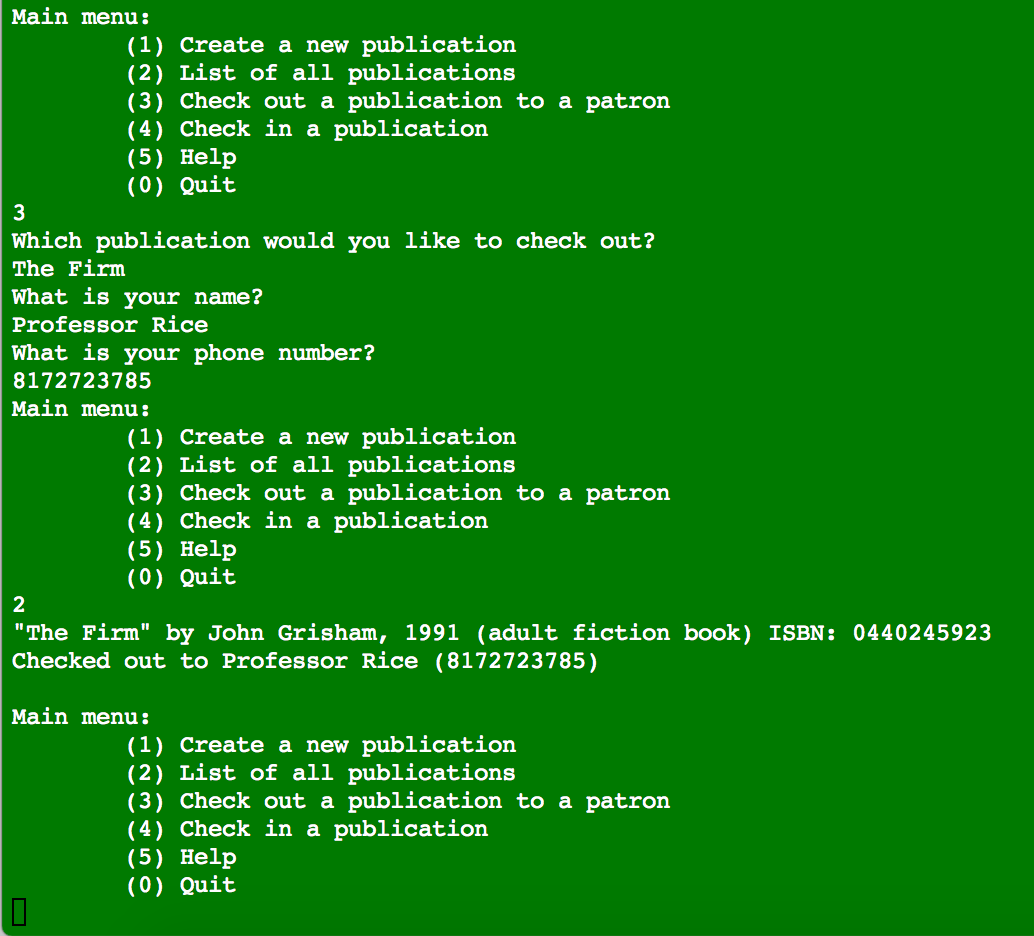 Main menu:
(1) Create a new publication
(2) List of all publications
(3) Check out a publication to a patron
(4) Check in a publication
(5) Help
(0) Quit
3
Which publication would you like to check out?
The Firm
What is your name?
Professor Rice
What is your phone number?
8172723785
Main menu:
(1) Create a new publication
(2) List of all publications
(3) Check out a publication to a patron
(4) Check in a publication
(5) Help
(0) Quit
2
"The Firm" by John Grisham, 1991 (adult fiction book) ISBN: 0440245923
Checked out to Professor Rice (8172723785)
Main menu:
(1) Create a new publication
(2) List of all publications
(3) Check out a publication to a patron
(4) Check in a publication
(5) Help
(0) Quit